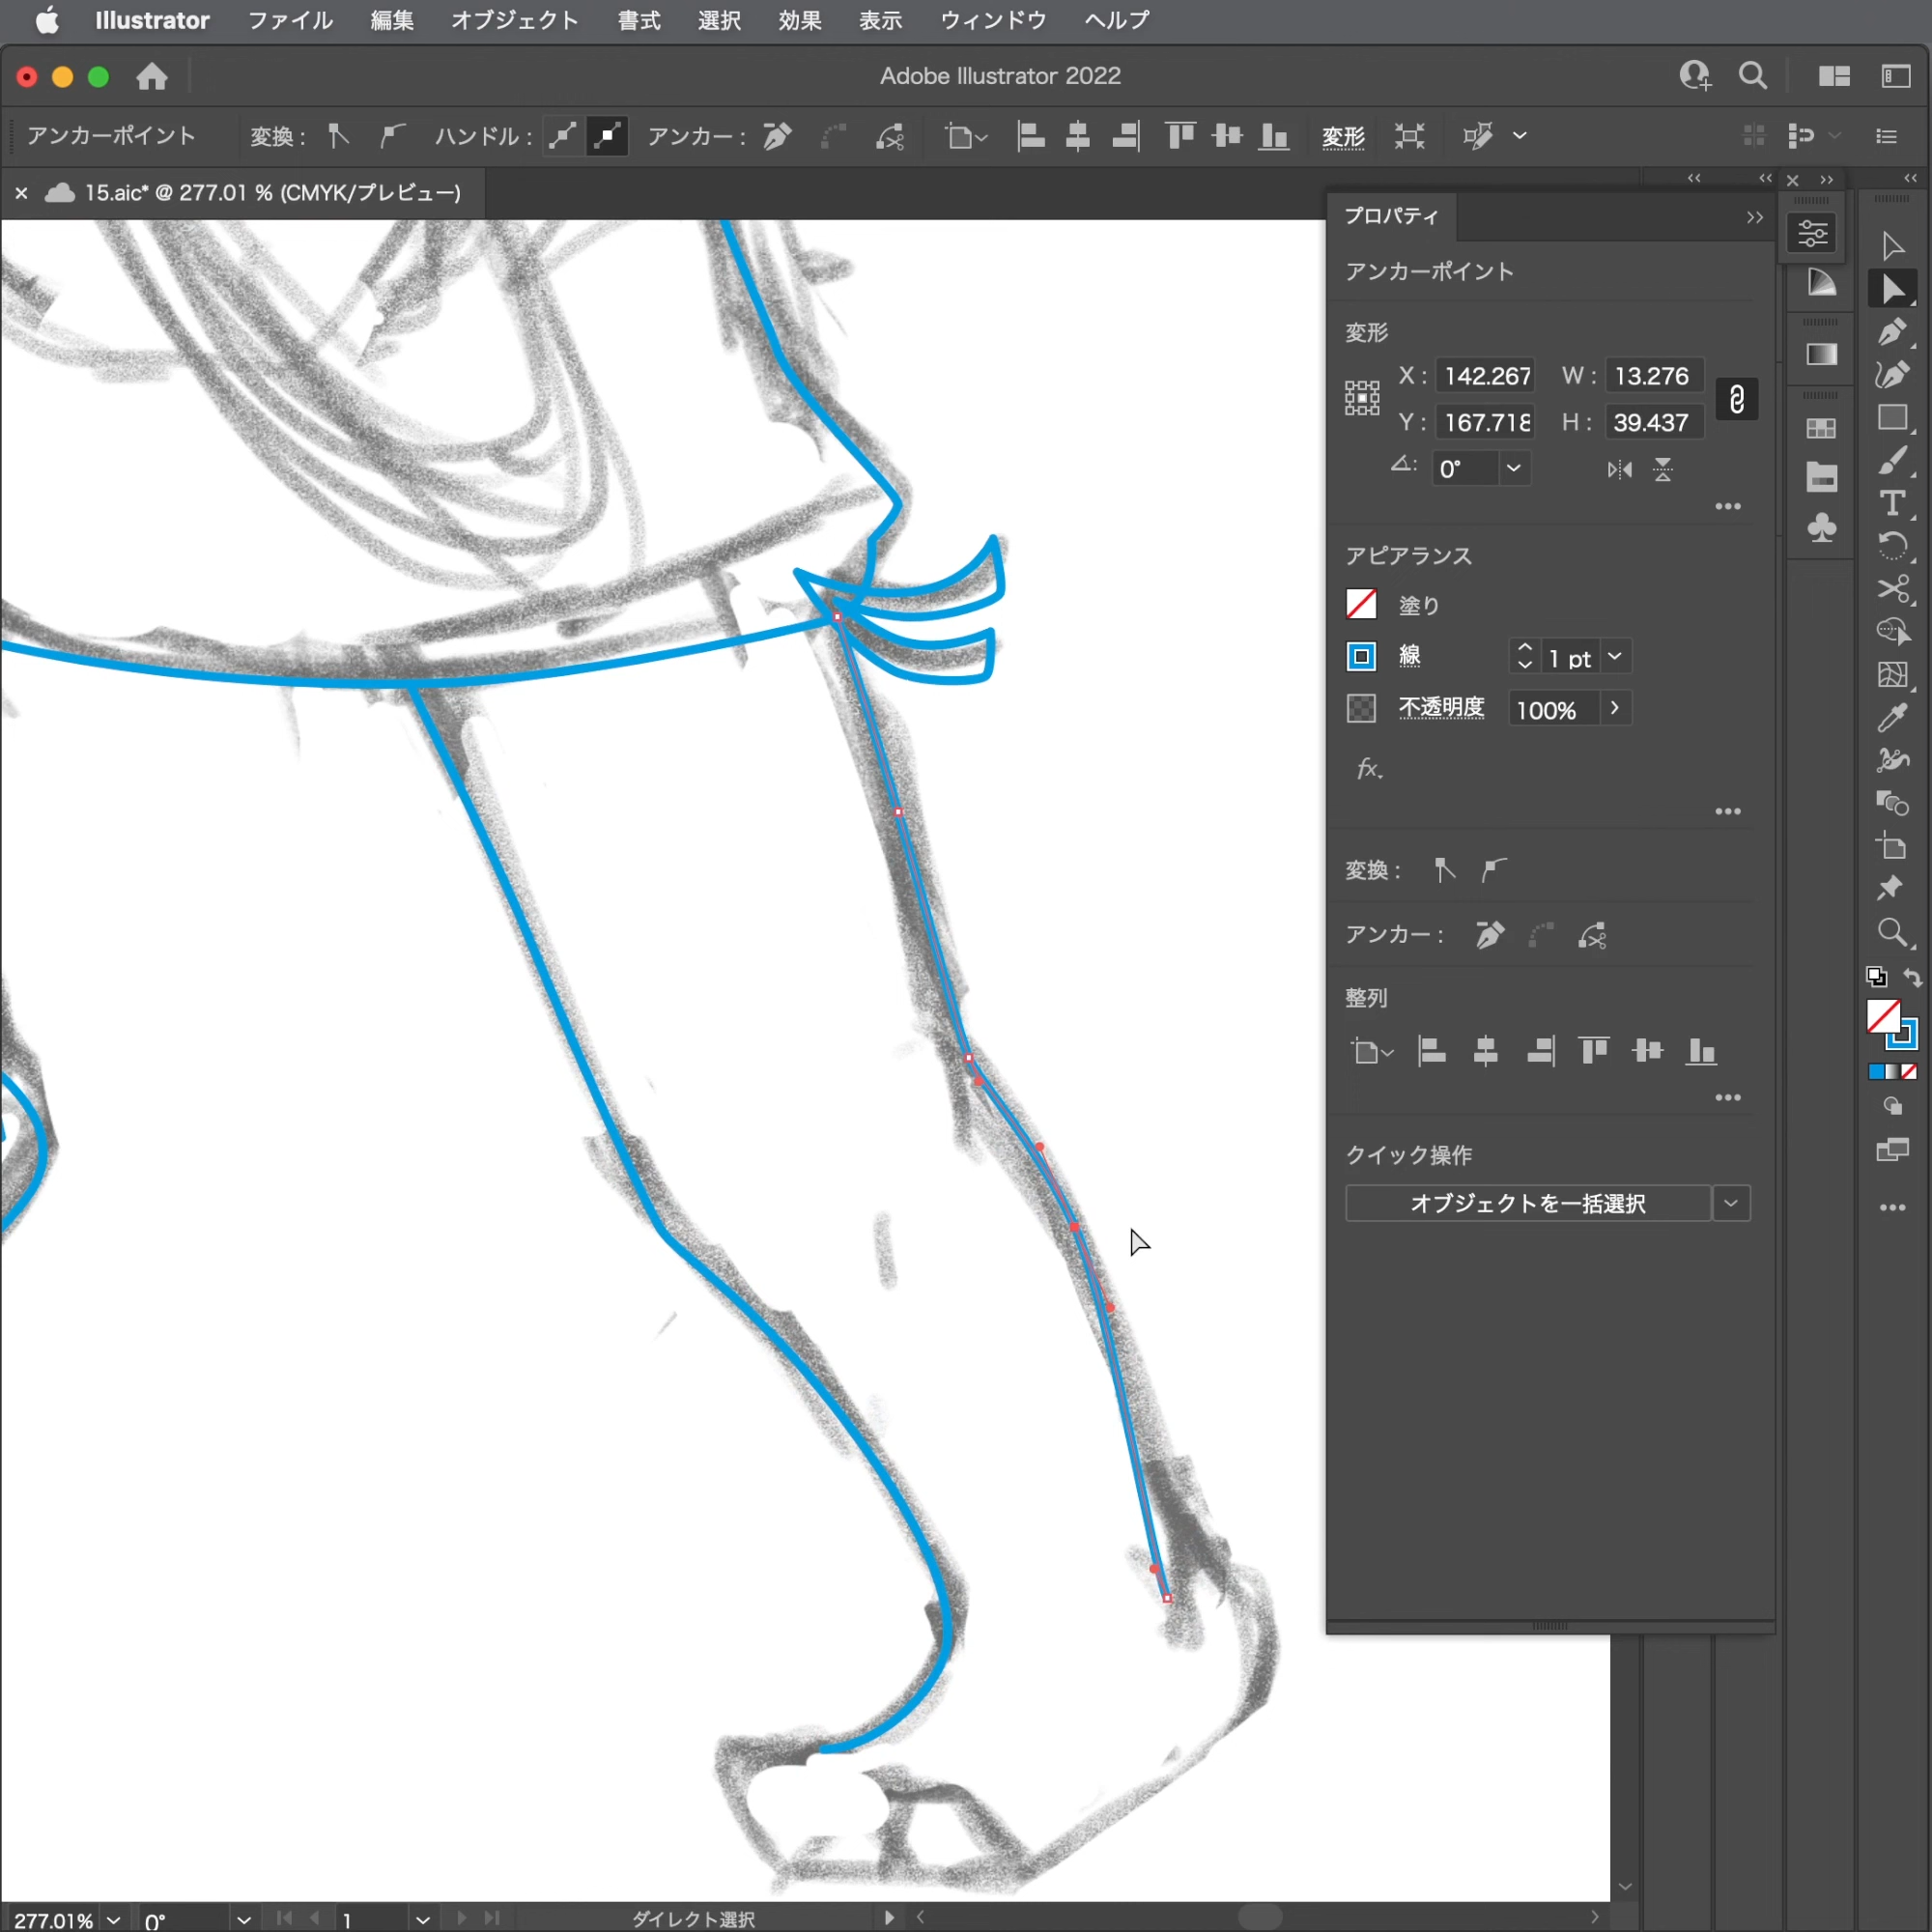 Illustrator ファイル 編集 オブジェクト 書式 選択 効果 表示 ウィンドウ ヘルプ
Adobe Illustrator 2022
アンカーポイント 変換： ハンドル： アンカー： 変形
× 15.aic* @ 277.01 % (CMYK/プレビュー)
プロパティ
アンカーポイント
変形
X： 142.267 W： 13.276
Y： 167.718 H： 39.437
0°
アピアランス
塗り
線 1 pt
不透明度 100%
fx.
変換：
アンカー：
整列
クイック操作
オブジェクトを一括選択
277.01% 0° 1 ダイレクト選択